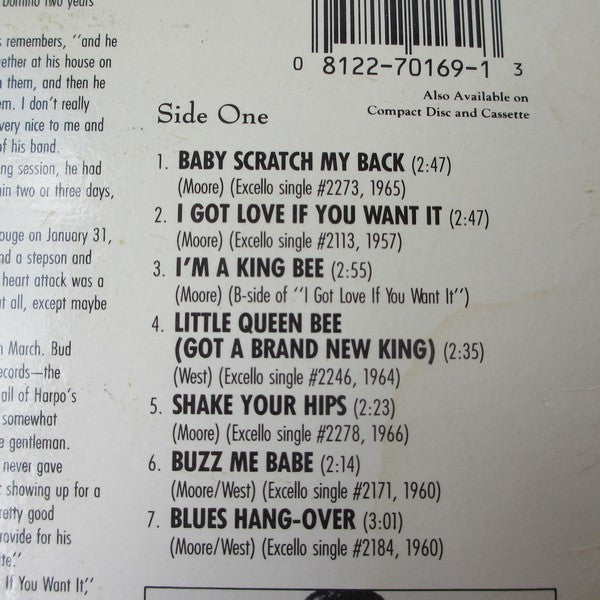 Domino two years
remembers, "and he
ether at his house on
them, and then he
em. I don't really
very nice to me and
of his band.
ng session, he had
in two or three days,
ouge on January 31,
nd a stepson and
heart attack was a
t all, except maybe
March. Bud
ecords—the
all of Harpo's
somewhat
e gentleman.
never gave
showing up for a
retty good
rovide for his
te."
If You Want It,"
0 8122-70169-1 3
Also Available on
Compact Disc and Cassette
Side One
1. BABY SCRATCH MY BACK (2:47)
(Moore) (Excello single #2273, 1965)
2. I GOT LOVE IF YOU WANT IT (2:47)
(Moore) (Excello single #2113, 1957)
3. I'M A KING BEE (2:55)
(Moore) (B-side of "I Got Love If You Want It")
4. LITTLE QUEEN BEE
(GOT A BRAND NEW KING) (2:35)
(West) (Excello single #2246, 1964)
5. SHAKE YOUR HIPS (2:23)
(Moore) (Excello single #2278, 1966)
6. BUZZ ME BABE (2:14)
(Moore/West) (Excello single #2171, 1960)
7. BLUES HANG-OVER (3:01)
(Moore/West) (Excello single #2184, 1960)